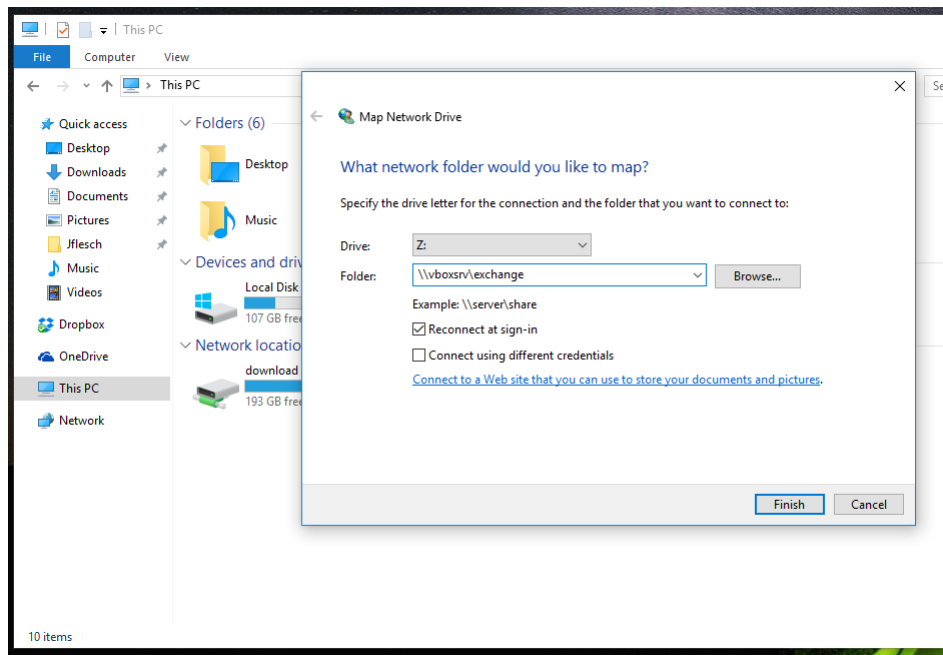 This PC
File Computer View
This PC
Quick access
Desktop
Downloads
Documents
Pictures
Jflesch
Music
Videos
Dropbox
OneDrive
This PC
Network
Folders (6)
Desktop
Music
Devices and driv
Local Disk
107 GB free
Network locatio
download
193 GB free
Se
Map Network Drive
What network folder would you like to map?
Specify the drive letter for the connection and the folder that you want to connect to:
Drive: Z:
Folder: \\vboxsrv\exchange Browse...
Example: \\server\share
Reconnect at sign-in
Connect using different credentials
Connect to a Web site that you can use to store your documents and pictures.
Finish Cancel
10 items